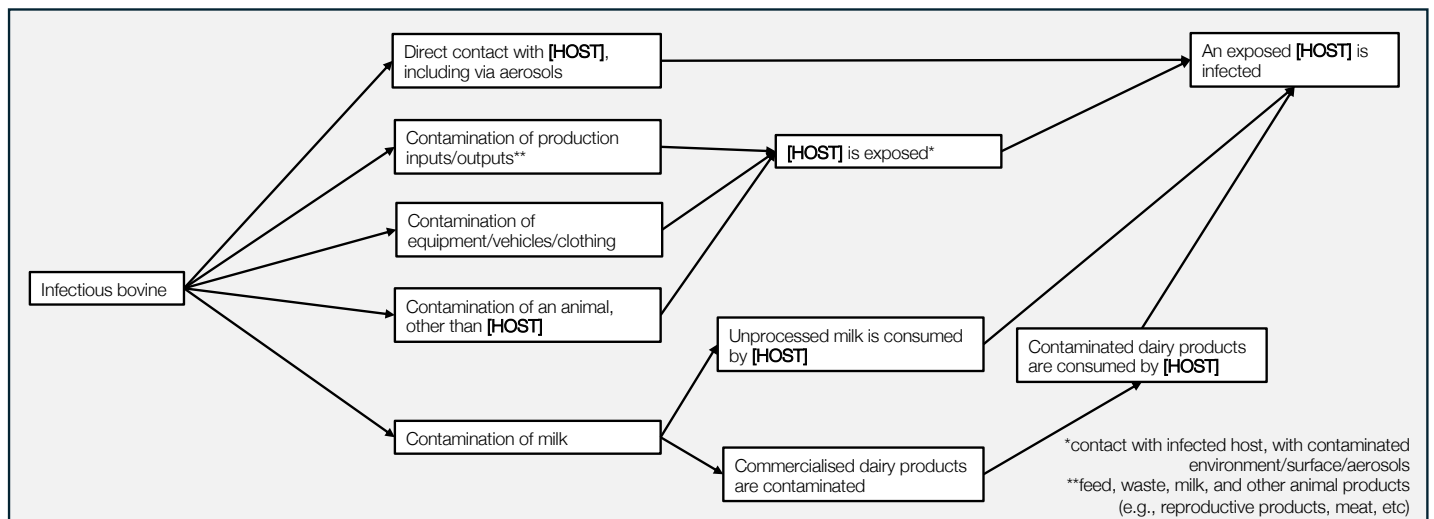 Direct contact with [HOST],
including via aerosols
An exposed [HOST] is
infected
Contamination of production
inputs/outputs**
[HOST] is exposed*
Contamination of
equipment/vehicles/clothing
Infectious bovine
Contamination of an animal,
other than [HOST]
Unprocessed milk is consumed
by [HOST]
Contaminated dairy products
are consumed by [HOST]
Contamination of milk
Commercialised dairy products
are contaminated
*contact with infected host, with contaminated
environment/surface/aerosols
**feed, waste, milk, and other animal products
(e.g., reproductive products, meat, etc)